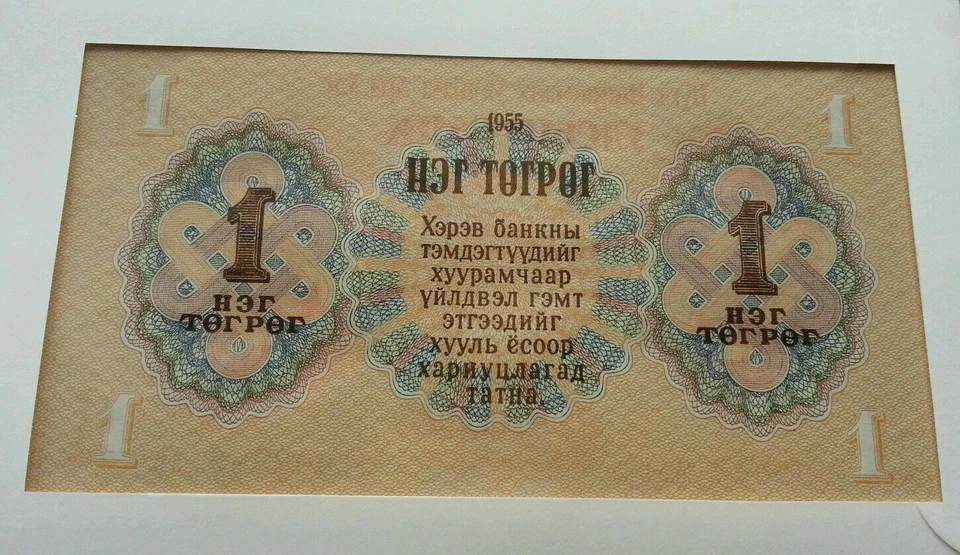 1
1
1955
НЭГ ТӨГРӨГ
1
НЭГ
ТӨГРӨГ
Хэрэв банкны
тэмдэгтүүдийг
хуурамчаар
үйлдвэл гэмт
этгээдийг
хууль ёсоор
хариуцлагад
татна.
1
НЭГ
ТӨГРӨГ
1
1